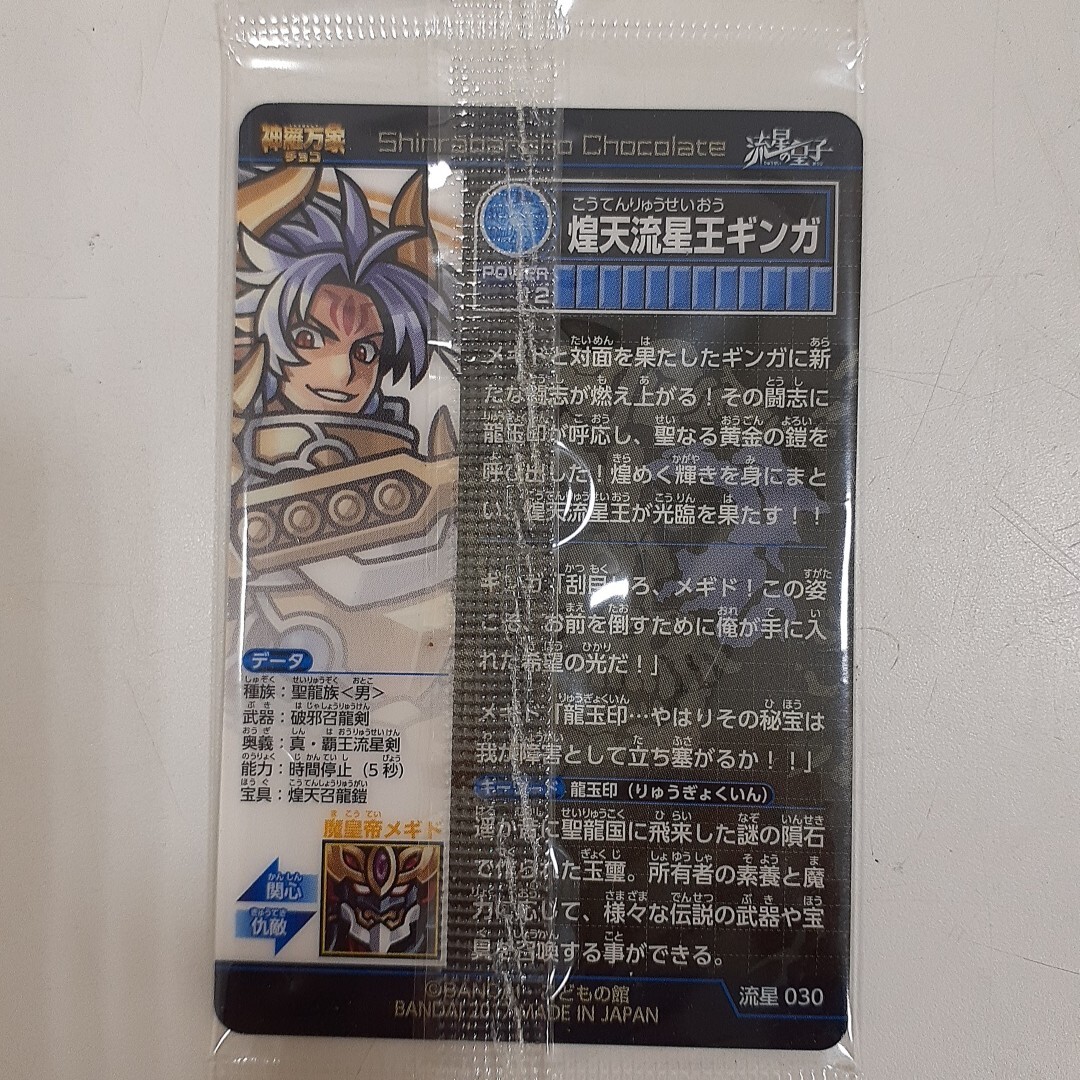 神羅万象
チョコ
Shinrabansho Chocolate
流星の皇子
こうてんりゅうせいおう
煌天流星王ギンガ
POWER
12
メギドと対面を果たしたギンガに新
たな闘志が燃え上がる！その闘志に
龍玉印が呼応し、聖なる黄金の鎧を
呼び出した！煌めく輝きを身にまと
い、煌天流星王が光臨を果たす！！
ギンガ「刮目しろ、メギド！この姿
こそ、お前を倒すために俺が手に入
れた希望の光だ！」
メギド「龍玉印…やはりその秘宝は
我が障害として立ち塞がるか！！」
キーワード 龍玉印（りゅうぎょくいん）
遥か昔に聖龍国に飛来した謎の隕石
で作られた玉璽。所有者の素養と魔
力に応じて、様々な伝説の武器や宝
具を召喚する事ができる。
データ
種族：聖龍族＜男＞
武器：破邪召龍剣
奥義：真・覇王流星剣
能力：時間停止（5秒）
宝具：煌天召龍鎧
魔皇帝メギド
関心
仇敵
©BANDAI・こどもの館
BANDAI MADE IN JAPAN
流星 030